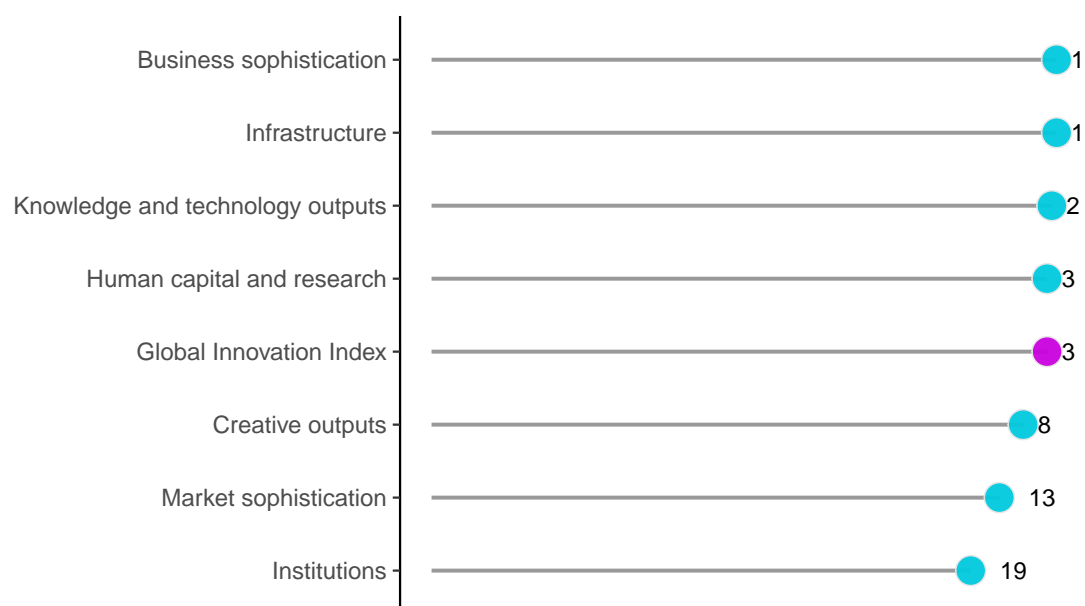 Business sophistication 1
Infrastructure 1
Knowledge and technology outputs 2
Human capital and research 3
Global Innovation Index 3
Creative outputs 8
Market sophistication 13
Institutions 19